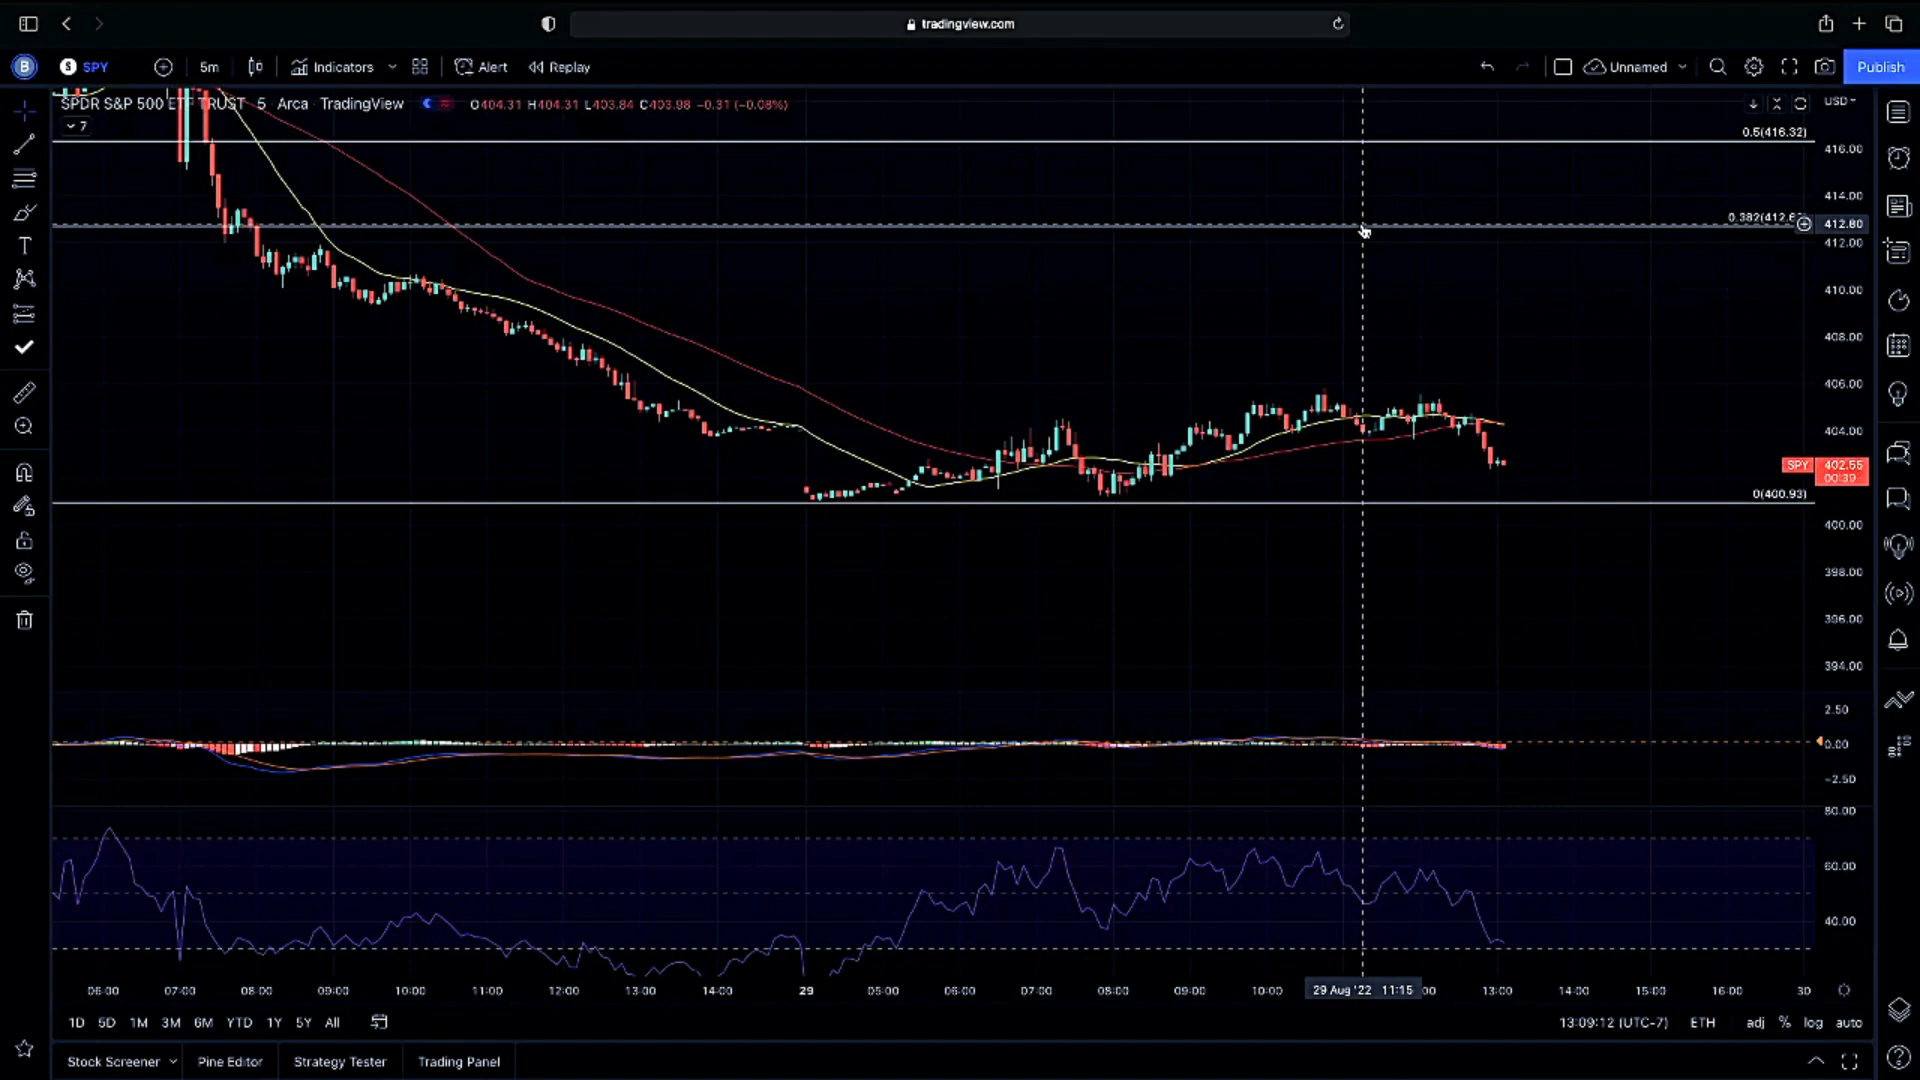 tradingview.com
B S SPY 5m Indicators Alert Replay Unnamed Publish
SPDR S&P 500 ETF TRUST · 5 · Arca · TradingView O404.31 H404.31 L403.84 C403.98 −0.31 (−0.08%)
USD
7
0.5(416.32)
416.00
414.00
0.382(412.6
412.80
412.00
410.00
408.00
406.00
404.00
SPY 402.55
00:39
0(400.93)
400.00
398.00
396.00
394.00
2.50
0.00
−2.50
80.00
60.00
40.00
06:00 07:00 08:00 09:00 10:00 11:00 12:00 13:00 14:00 29 05:00 06:00 07:00 08:00 09:00 10:00 29 Aug '22 11:15 :00 13:00 14:00 15:00 16:00 30
1D 5D 1M 3M 6M YTD 1Y 5Y All 13:09:12 (UTC-7) ETH adj % log auto
Stock Screener Pine Editor Strategy Tester Trading Panel